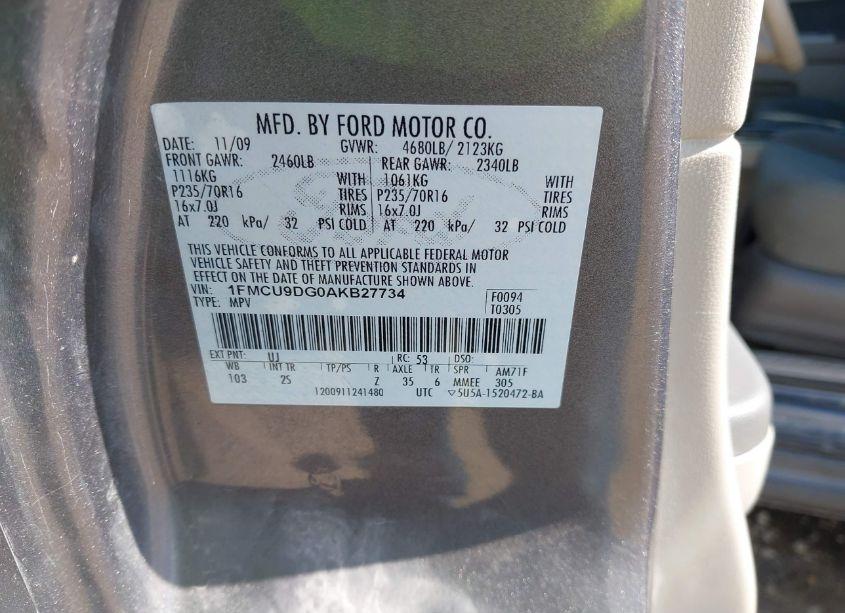 MFD. BY FORD MOTOR CO.
DATE: 11/09 GVWR: 4680LB/ 2123KG
FRONT GAWR: 2460LB REAR GAWR: 2340LB
1116KG WITH 1061KG WITH
P235/70R16 TIRES P235/70R16 TIRES
16x7.0J RIMS 16x7.0J RIMS
AT 220 kPa/ 32 PSI COLD AT 220 kPa/ 32 PSI COLD
THIS VEHICLE CONFORMS TO ALL APPLICABLE FEDERAL MOTOR
VEHICLE SAFETY AND THEFT PREVENTION STANDARDS IN
EFFECT ON THE DATE OF MANUFACTURE SHOWN ABOVE.
VIN: 1FMCU9DG0AKB27734 F0094
TYPE: MPV T0305
EXT PNT: UJ RC: 53 DSO:
WB INT TR TP/PS R AXLE TR SPR AM71F
103 2S Z 35 6 MMEE 305
1200911241480 UTC ▽5U5A-1520472-BA